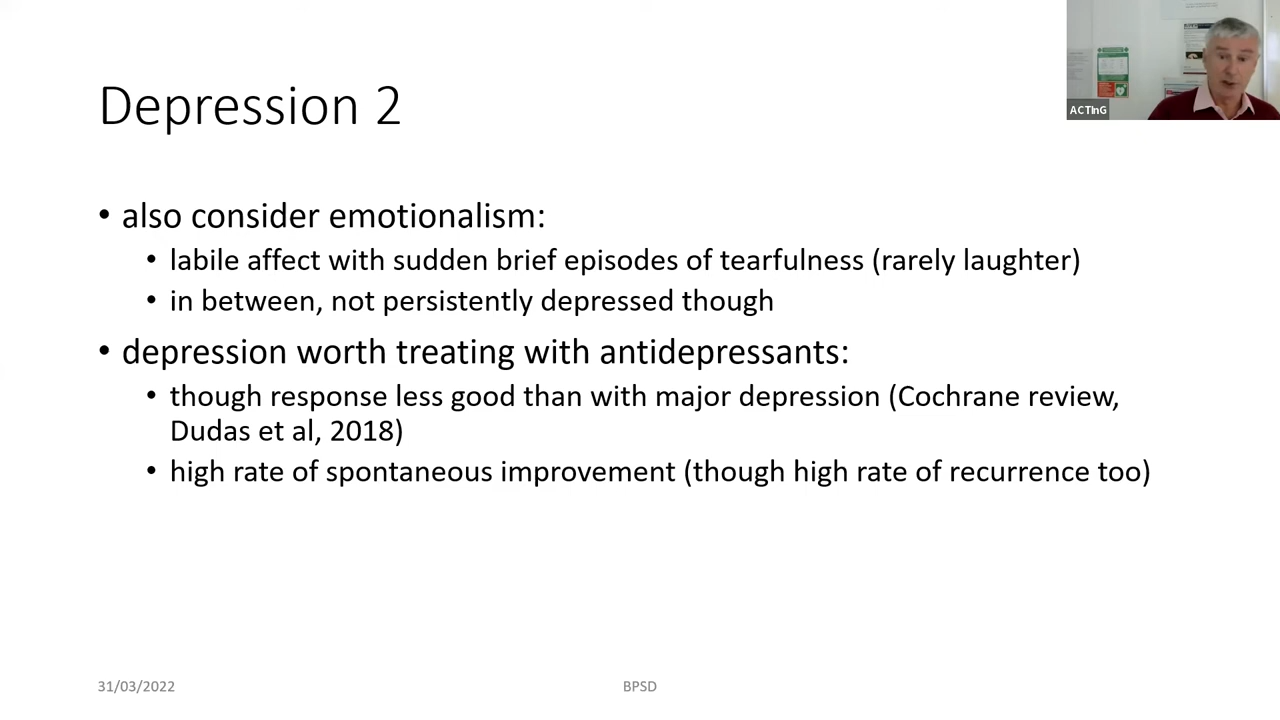 Depression 2
ACTInG
• also consider emotionalism:
• labile affect with sudden brief episodes of tearfulness (rarely laughter)
• in between, not persistently depressed though
• depression worth treating with antidepressants:
• though response less good than with major depression (Cochrane review,
Dudas et al, 2018)
• high rate of spontaneous improvement (though high rate of recurrence too)
31/03/2022
BPSD